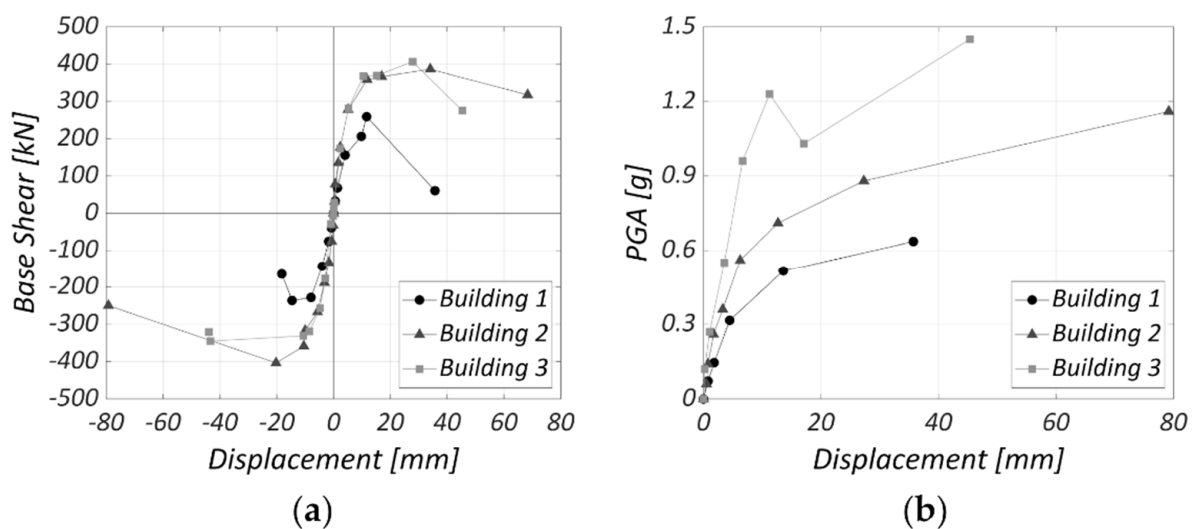 500
400
300
200
100
0
-100
-200
-300
-400
-500
Base Shear [kN]
Building 1
Building 2
Building 3
-80 -60 -40 -20 0 20 40 60 80
Displacement [mm]
(a)
1.5
1.2
0.9
0.6
0.3
0
PGA [g]
Building 1
Building 2
Building 3
0 20 40 60 80
Displacement [mm]
(b)